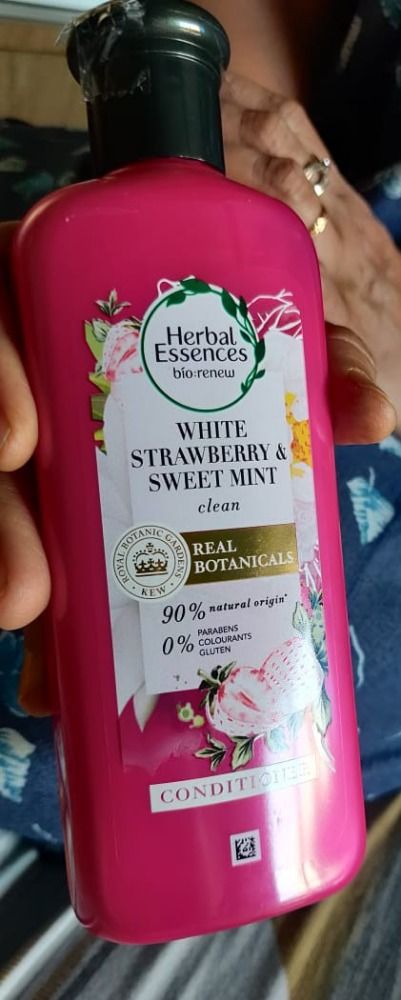 Herbal
Essences
bio:renew
WHITE
STRAWBERRY &
SWEET MINT
clean
ROYAL BOTANIC GARDENS
KEW
REAL
BOTANICALS
90% natural origin*
0% PARABENS
COLOURANTS
GLUTEN
CONDITIONER